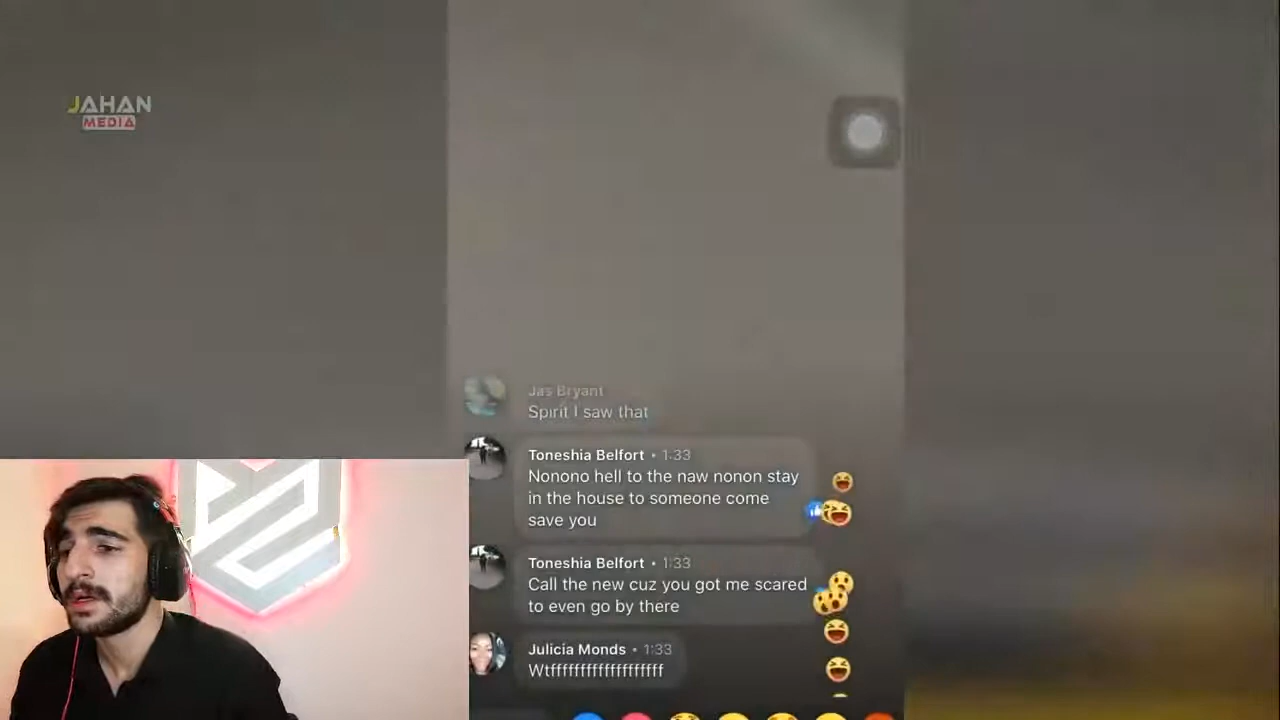 JAHAN
MEDIA
Jas Bryant
Spirit I saw that
Toneshia Belfort • 1:33
Nonono hell to the naw nonon stay
in the house to someone come
save you
Toneshia Belfort • 1:33
Call the new cuz you got me scared
to even go by there
Julicia Monds • 1:33
Wtfffffffffffffffffff